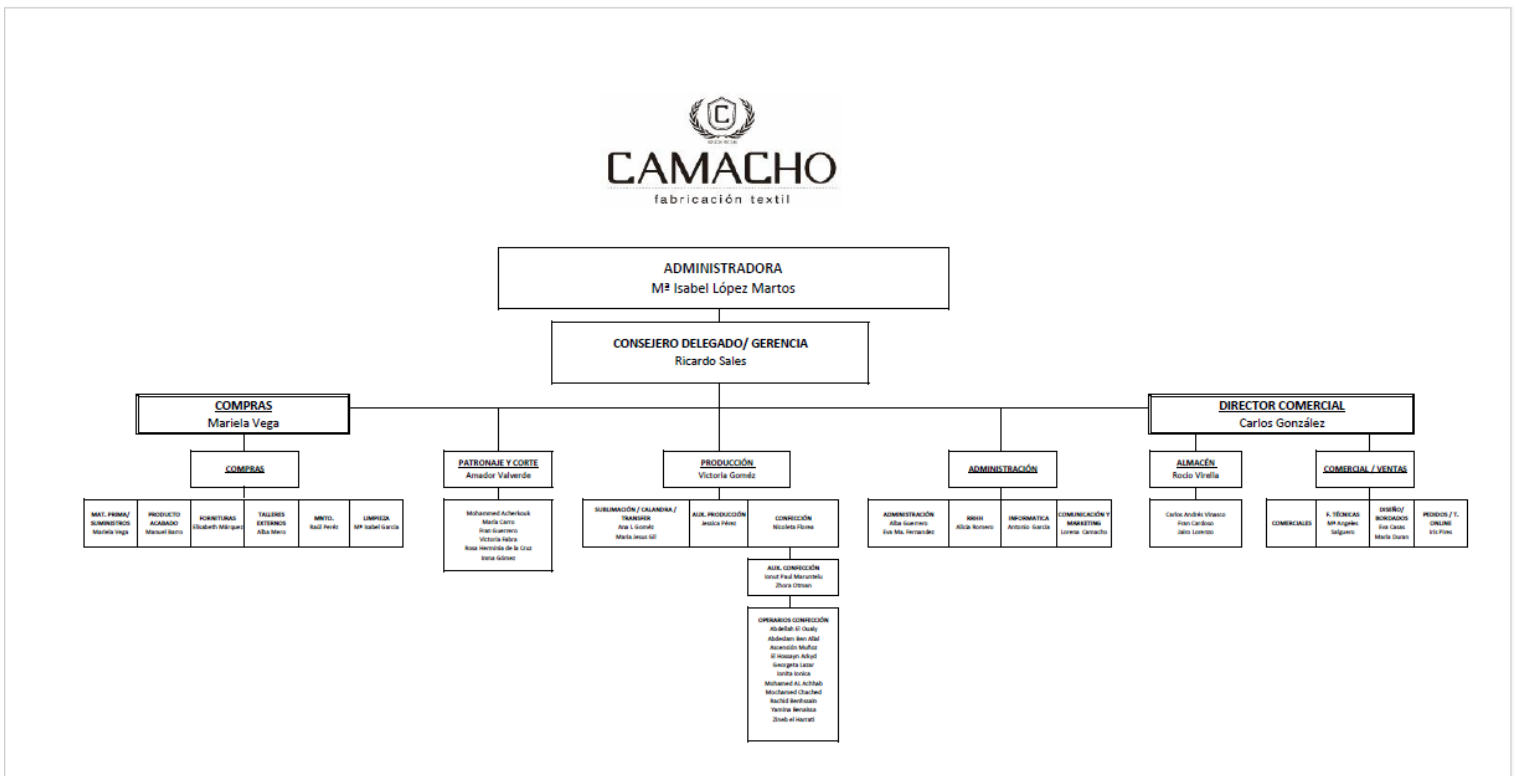 C
CAMACHO
fabricación textil
ADMINISTRADORA
Mª Isabel López Martos
CONSEJERO DELEGADO/ GERENCIA
Ricardo Sales
COMPRAS
Mariela Vega
DIRECTOR COMERCIAL
Carlos González
COMPRAS
PATRONAJE Y CORTE
Amador Valverde
PRODUCCIÓN
Victoria Goméz
ADMINISTRACIÓN
ALMACÉN
Rocio Virella
COMERCIAL / VENTAS
MAT. PRIMA/
SUMINISTROS
Mariela Vega
PRODUCTO
ACABADO
Manuel Barro
FORNITURAS
Elisabeth Márquez
TALLERES
EXTERNOS
Alba Mero
MNTO.
Raúl Peréz
LIMPIEZA
Mª Isabel García
Mohammed Acherkouk
María Carro
Fran Guerrero
Victoria Fabra
Rosa Herminia de la Cruz
Inna Gómez
SUBLIMACIÓN / CALANDRA /
TRANSFER
Ana I. Goméz
María Jesus Gil
AUX. PRODUCCIÓN
Jessica Pérez
CONFECCIÓN
Nicoleta Florea
AUX. CONFECCIÓN
Ionut Paul Maruntelu
Zhora Otman
OPERARIOS CONFECCIÓN
Abdellah El Oualy
Abdeslam Ben Allal
Ascensión Muñoz
El Hossayn Arkyd
Georgeta Lazar
Ionita Ionica
Mohamed AL Achhab
Mochamed Chached
Rachid Benhssain
Yamina Benaissa
Zineb el Harrati
ADMINISTRACIÓN
Alba Guerrero
Eva Ma. Fernandez
RRHH
Alicia Romero
INFORMATICA
Antonio García
COMUNICACIÓN Y
MARKETING
Lorena Camacho
Carlos Andrés Vinasco
Fran Cardoso
Jairo Lorenzo
COMERCIALES
F. TÉCNICAS
Mª Angeles
Salguero
DISEÑO/
BORDADOS
Eva Casas
María Duran
PEDIDOS / T.
ONLINE
Iris Pires